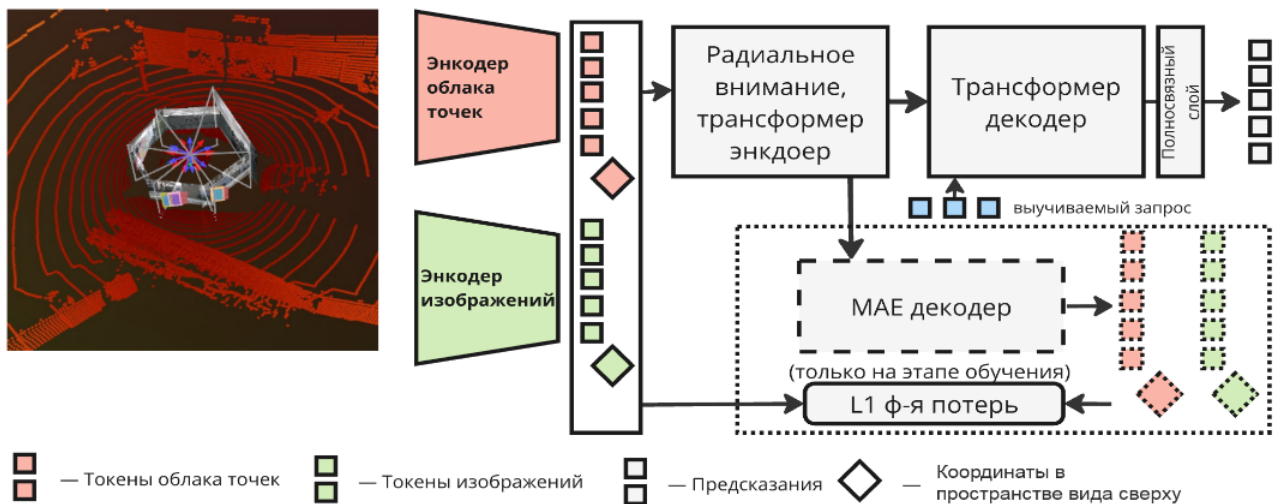 Энкодер
облака
точек
Энкодер
изображений
Радиальное
внимание,
трансформер
энкдоер
Трансформер
декодер
Полносвязный
слой
выучиваемый запрос
MAE декодер
(только на этапе обучения)
L1 ф-я потерь
— Токены облака точек
— Токены изображений
— Предсказания
— Координаты в
пространстве вида сверху